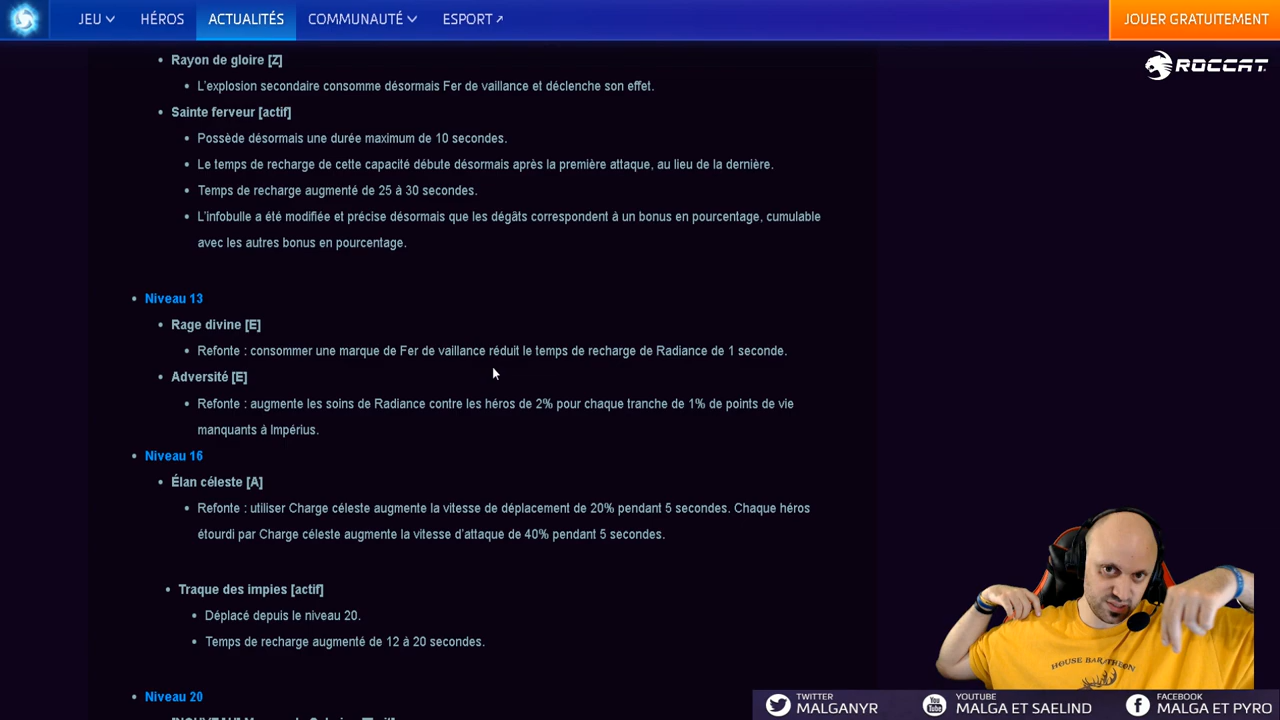 JEU HÉROS ACTUALITÉS COMMUNAUTÉ ESPORT JOUER GRATUITEMENT
ROCCAT
Rayon de gloire [Z]
L'explosion secondaire consomme désormais Fer de vaillance et déclenche son effet.
Sainte ferveur [actif]
Possède désormais une durée maximum de 10 secondes.
Le temps de recharge de cette capacité débute désormais après la première attaque, au lieu de la dernière.
Temps de recharge augmenté de 25 à 30 secondes.
L'infobulle a été modifiée et précise désormais que les dégâts correspondent à un bonus en pourcentage, cumulable
avec les autres bonus en pourcentage.
Niveau 13
Rage divine [E]
Refonte : consommer une marque de Fer de vaillance réduit le temps de recharge de Radiance de 1 seconde.
Adversité [E]
Refonte : augmente les soins de Radiance contre les héros de 2% pour chaque tranche de 1% de points de vie
manquants à Impérius.
Niveau 16
Élan céleste [A]
Refonte : utiliser Charge céleste augmente la vitesse de déplacement de 20% pendant 5 secondes. Chaque héros
étourdi par Charge céleste augmente la vitesse d'attaque de 40% pendant 5 secondes.
Traque des impies [actif]
Déplacé depuis le niveau 20.
Temps de recharge augmenté de 12 à 20 secondes.
Niveau 20
HOUSE BARATHEON
TWITTER
MALGANYR
YOUTUBE
MALGA ET SAELIND
FACEBOOK
MALGA ET PYRO